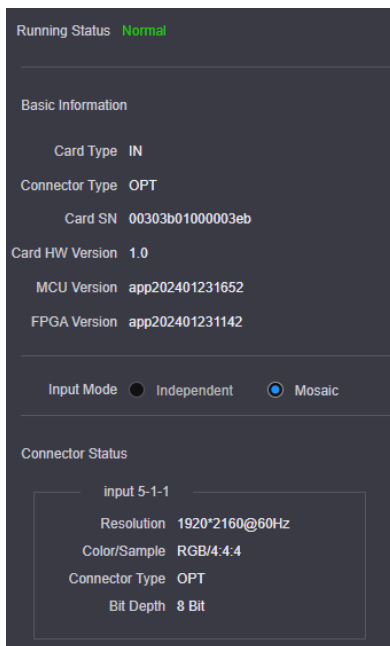 Running Status Normal
Basic Information
Card Type IN
Connector Type OPT
Card SN 00303b01000003eb
Card HW Version 1.0
MCU Version app202401231652
FPGA Version app202401231142
Input Mode Independent Mosaic
Connector Status
input 5-1-1
Resolution 1920*2160@60Hz
Color/Sample RGB/4:4:4
Connector Type OPT
Bit Depth 8 Bit